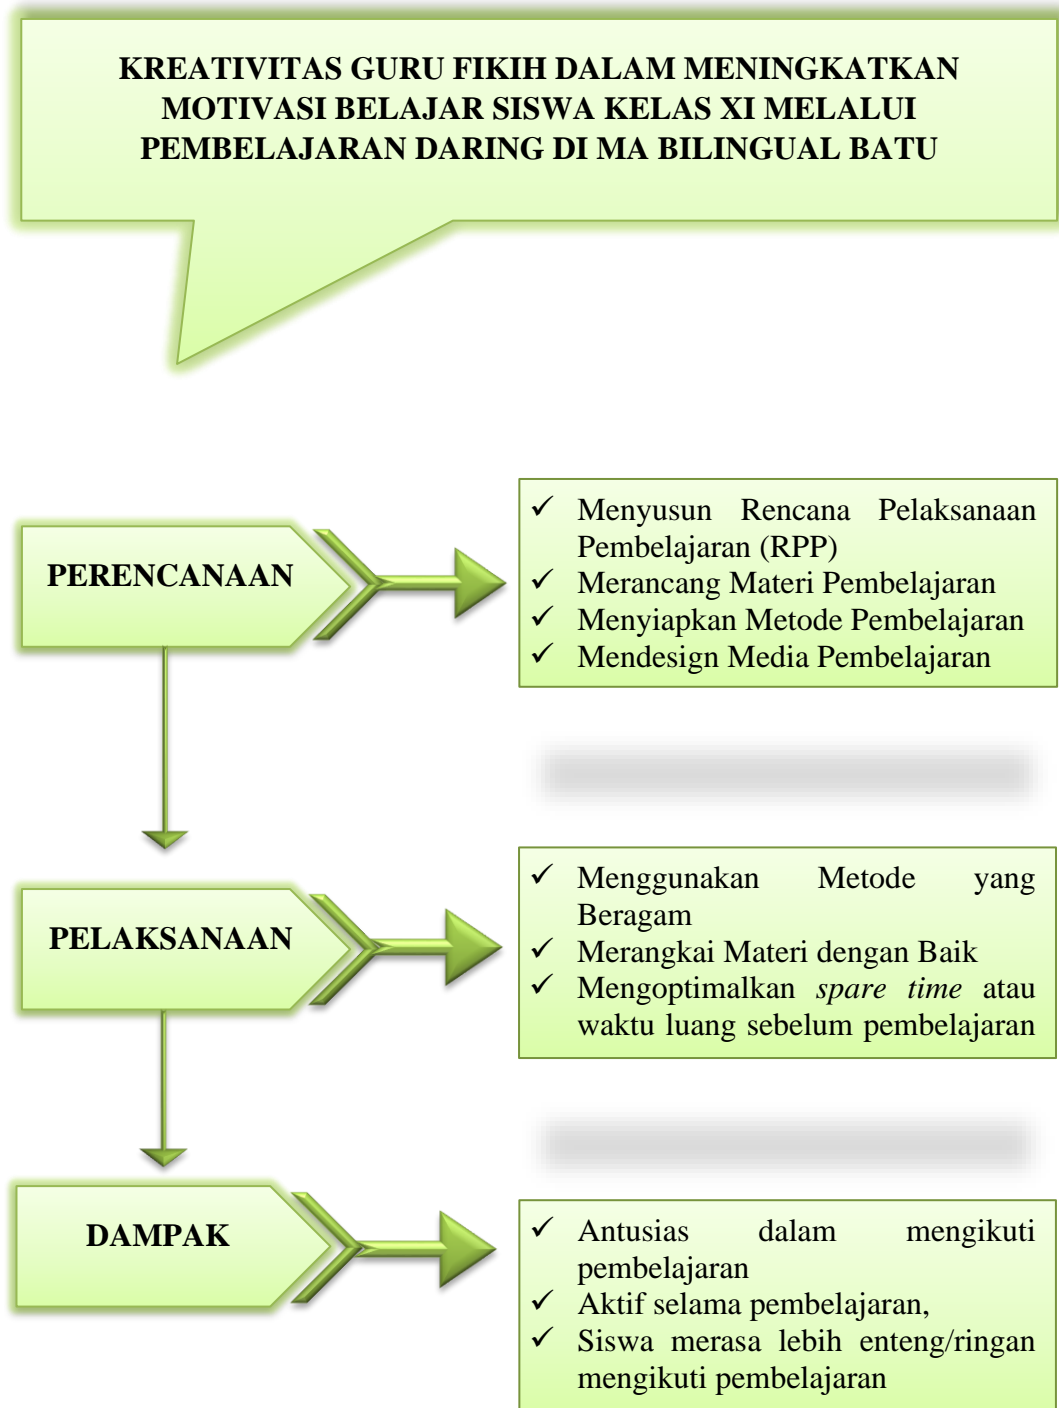 KREATIVITAS GURU FIKIH DALAM MENINGKATKAN
MOTIVASI BELAJAR SISWA KELAS XI MELALUI
PEMBELAJARAN DARING DI MA BILINGUAL BATU
PERENCANAAN
✓ Menyusun Rencana Pelaksanaan
Pembelajaran (RPP)
✓ Merancang Materi Pembelajaran
✓ Menyiapkan Metode Pembelajaran
✓ Mendesign Media Pembelajaran
PELAKSANAAN
✓ Menggunakan Metode yang
Beragam
✓ Merangkai Materi dengan Baik
✓ Mengoptimalkan spare time atau
waktu luang sebelum pembelajaran
DAMPAK
✓ Antusias dalam mengikuti
pembelajaran
✓ Aktif selama pembelajaran,
✓ Siswa merasa lebih enteng/ringan
mengikuti pembelajaran